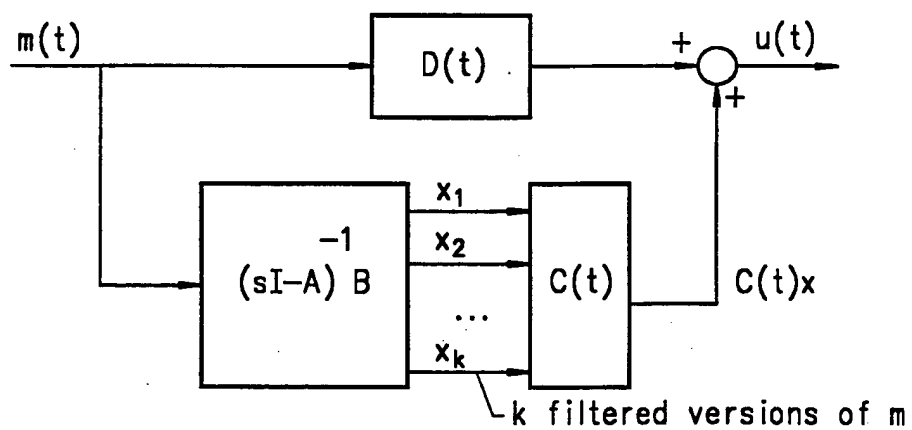 m(t)
D(t)
+
u(t)
+
x₁
x₂
...
xₖ
(sI-A)⁻¹ B
C(t)
C(t)x
k filtered versions of m